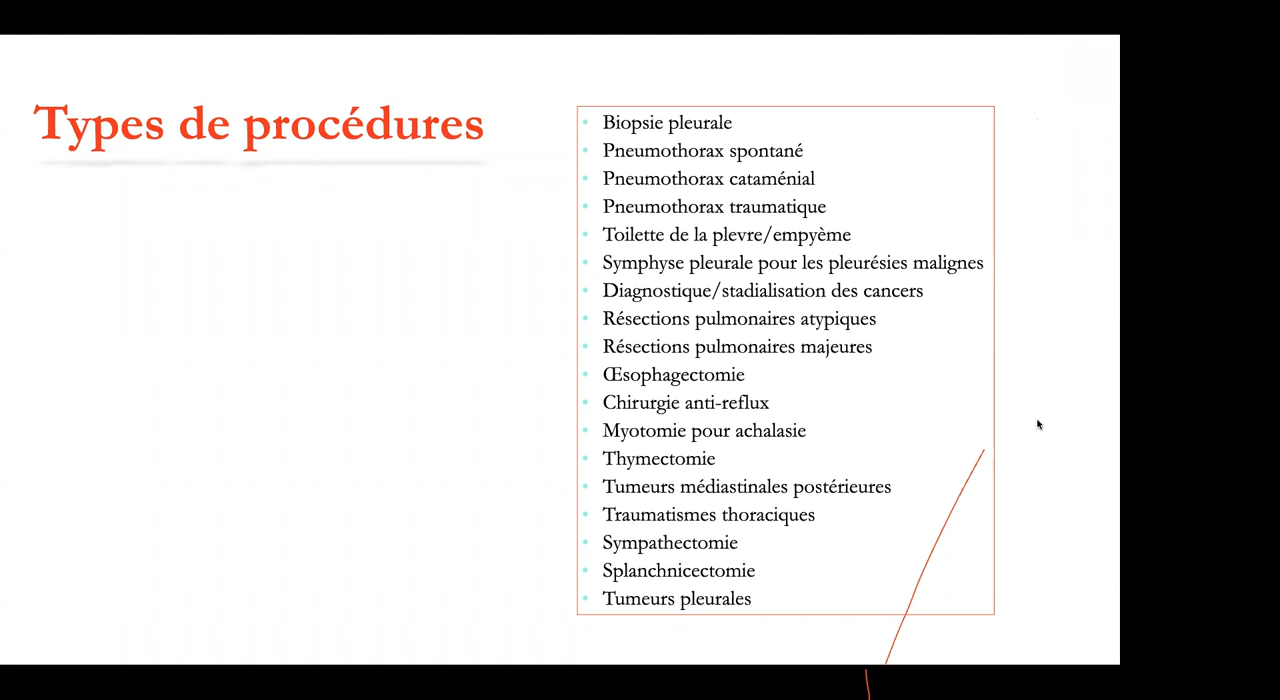 Types de procédures
Biopsie pleurale
Pneumothorax spontané
Pneumothorax cataménial
Pneumothorax traumatique
Toilette de la plevre/empyème
Symphyse pleurale pour les pleurésies malignes
Diagnostique/stadialisation des cancers
Résections pulmonaires atypiques
Résections pulmonaires majeures
Œsophagectomie
Chirurgie anti-reflux
Myotomie pour achalasie
Thymectomie
Tumeurs médiastinales postérieures
Traumatismes thoraciques
Sympathectomie
Splanchnicectomie
Tumeurs pleurales